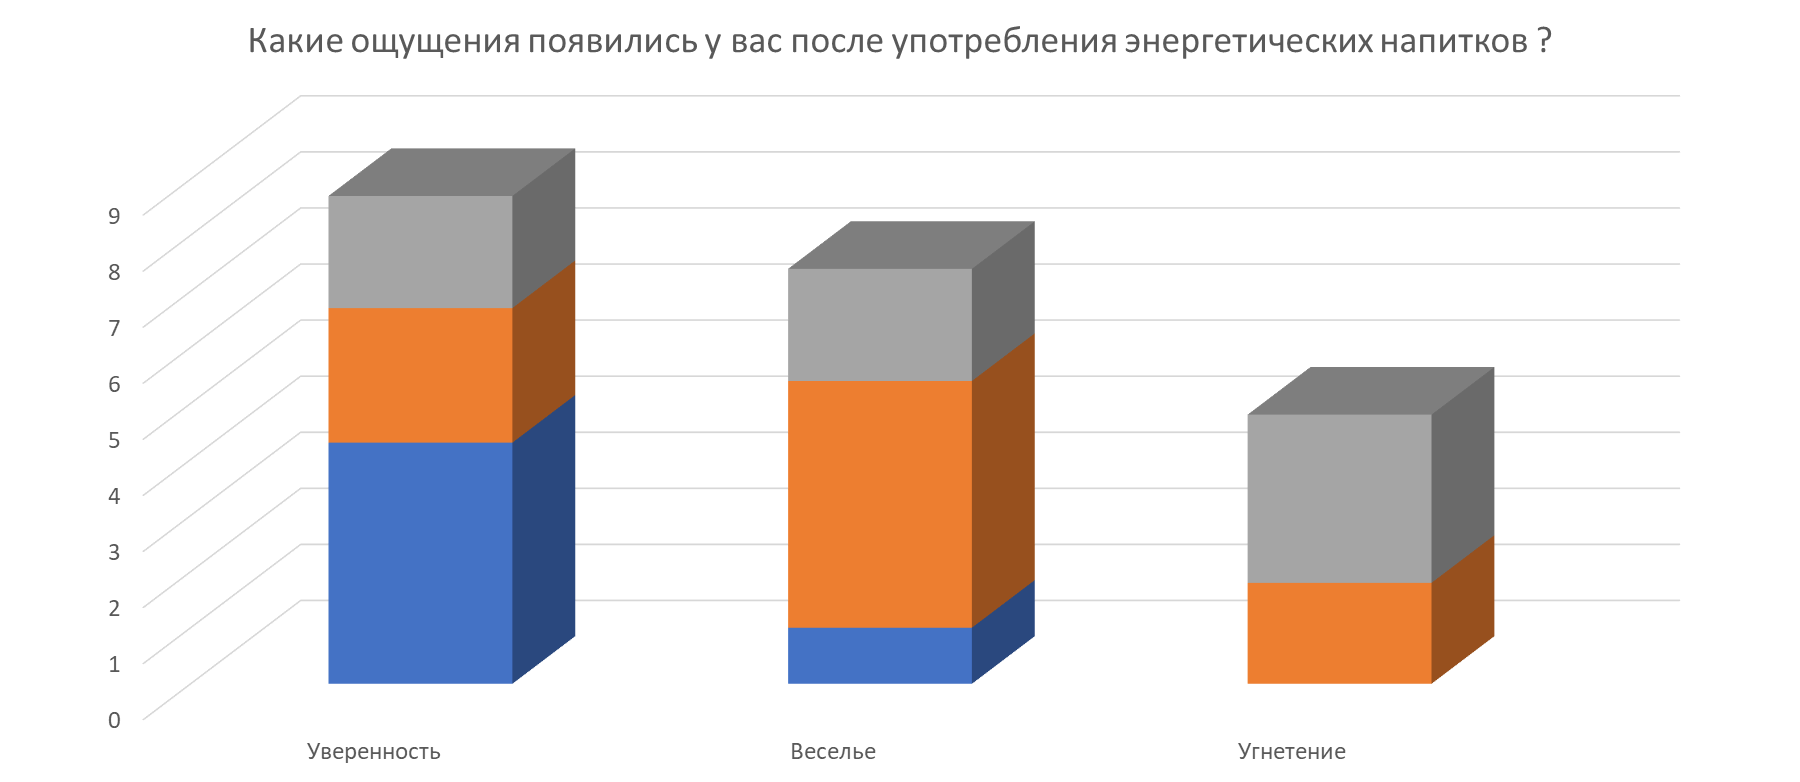 Какие ощущения появились у вас после употребления энергетических напитков ?
9
8
7
6
5
4
3
2
1
0
Уверенность
Веселье
Угнетение